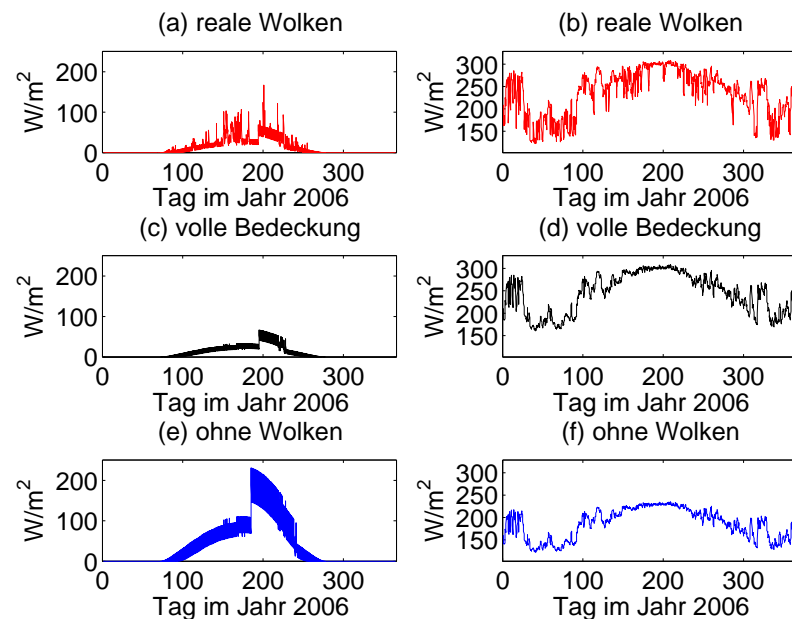 (a) reale Wolken
W/m²
200
100
0
0 100 200 300
Tag im Jahr 2006
(b) reale Wolken
W/m²
300
250
200
150
0 100 200 300
Tag im Jahr 2006
(c) volle Bedeckung
W/m²
200
100
0
0 100 200 300
Tag im Jahr 2006
(d) volle Bedeckung
W/m²
300
250
200
150
0 100 200 300
Tag im Jahr 2006
(e) ohne Wolken
W/m²
200
100
0
0 100 200 300
Tag im Jahr 2006
(f) ohne Wolken
W/m²
300
250
200
150
0 100 200 300
Tag im Jahr 2006